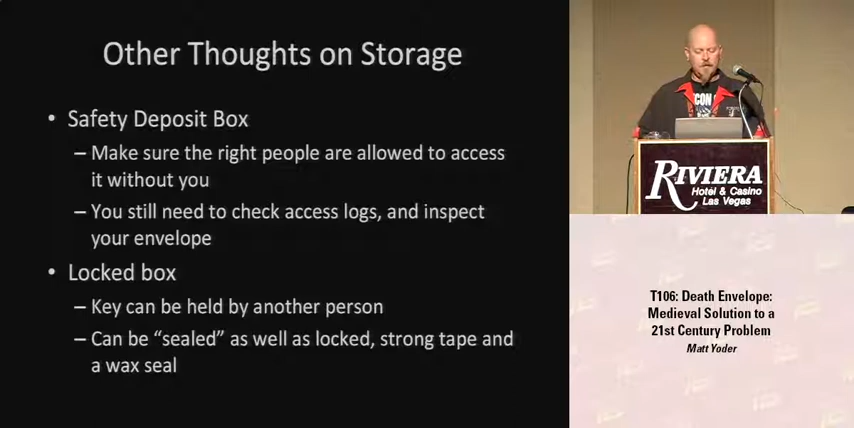 Other Thoughts on Storage
• Safety Deposit Box
– Make sure the right people are allowed to access
it without you
– You still need to check access logs, and inspect
your envelope
• Locked box
– Key can be held by another person
– Can be “sealed” as well as locked, strong tape and
a wax seal
RIVIERA
Hotel & Casino
Las Vegas
T106: Death Envelope:
Medieval Solution to a
21st Century Problem
Matt Yoder